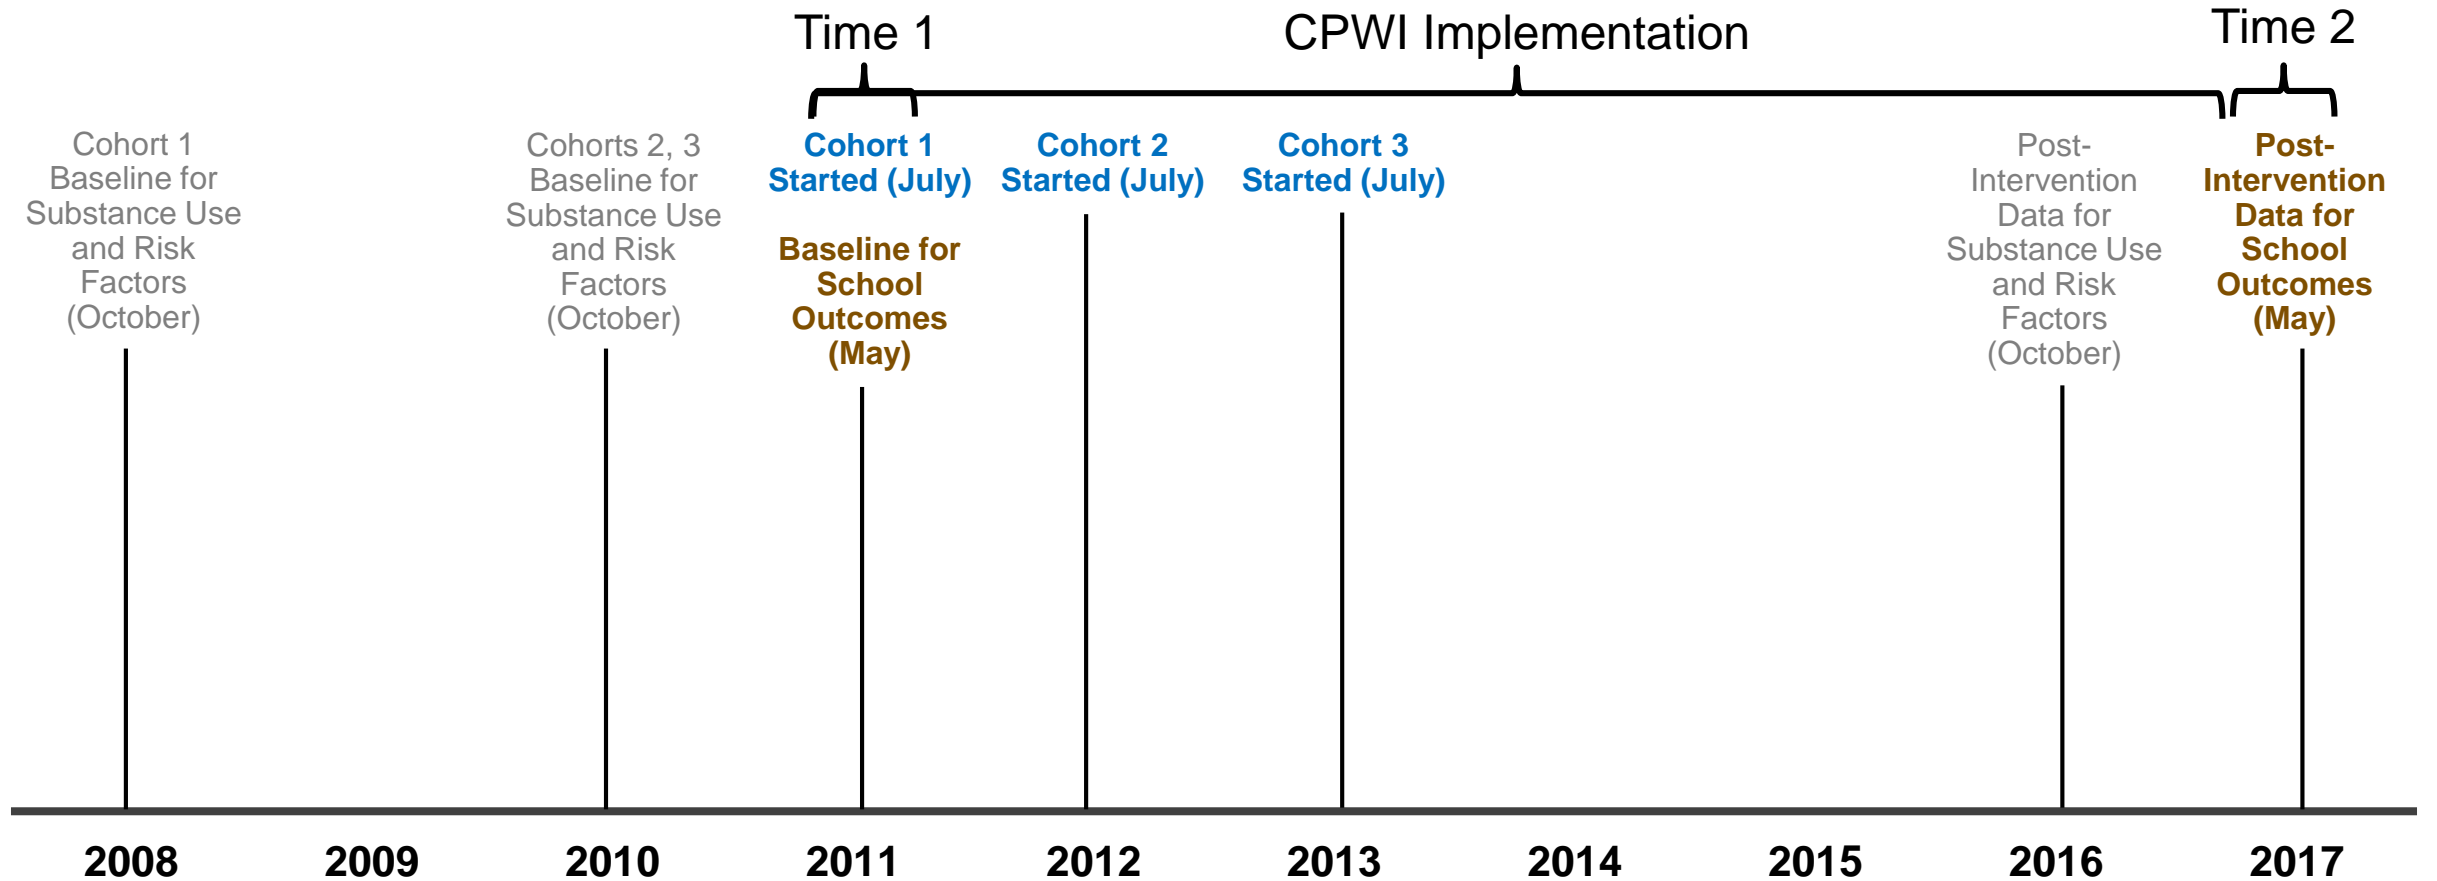 Time 1
CPWI Implementation
Time 2
Cohort 1
Baseline for
Substance Use
and Risk
Factors
(October)
Cohorts 2, 3
Baseline for
Substance Use
and Risk
Factors
(October)
Cohort 1
Started (July)
Baseline for
School
Outcomes
(May)
Cohort 2
Started (July)
Cohort 3
Started (July)
Post-
Intervention
Data for
Substance Use
and Risk
Factors
(October)
Post-
Intervention
Data for
School
Outcomes
(May)
2008
2009
2010
2011
2012
2013
2014
2015
2016
2017